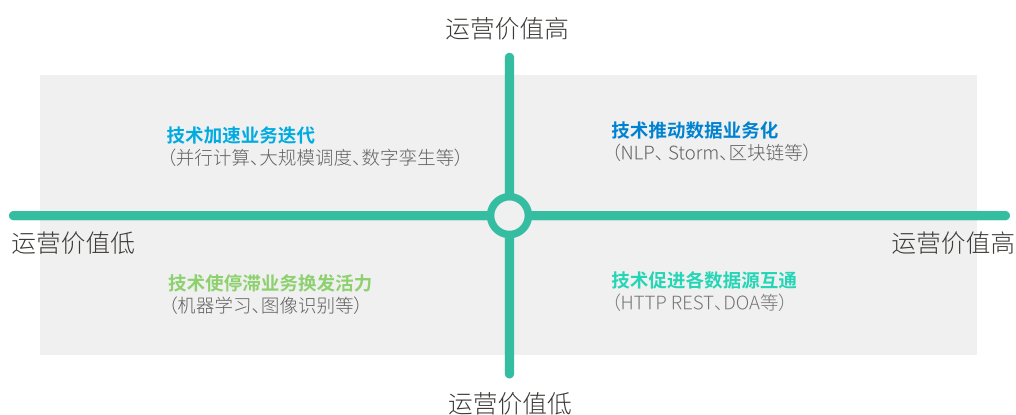 运营价值高
技术加速业务迭代
（并行计算、大规模调度、数字孪生等）
技术推动数据业务化
（NLP、Storm、区块链等）
运营价值低
运营价值高
技术使停滞业务换发活力
（机器学习、图像识别等）
技术促进各数据源互通
（HTTP REST、DOA等）
运营价值低